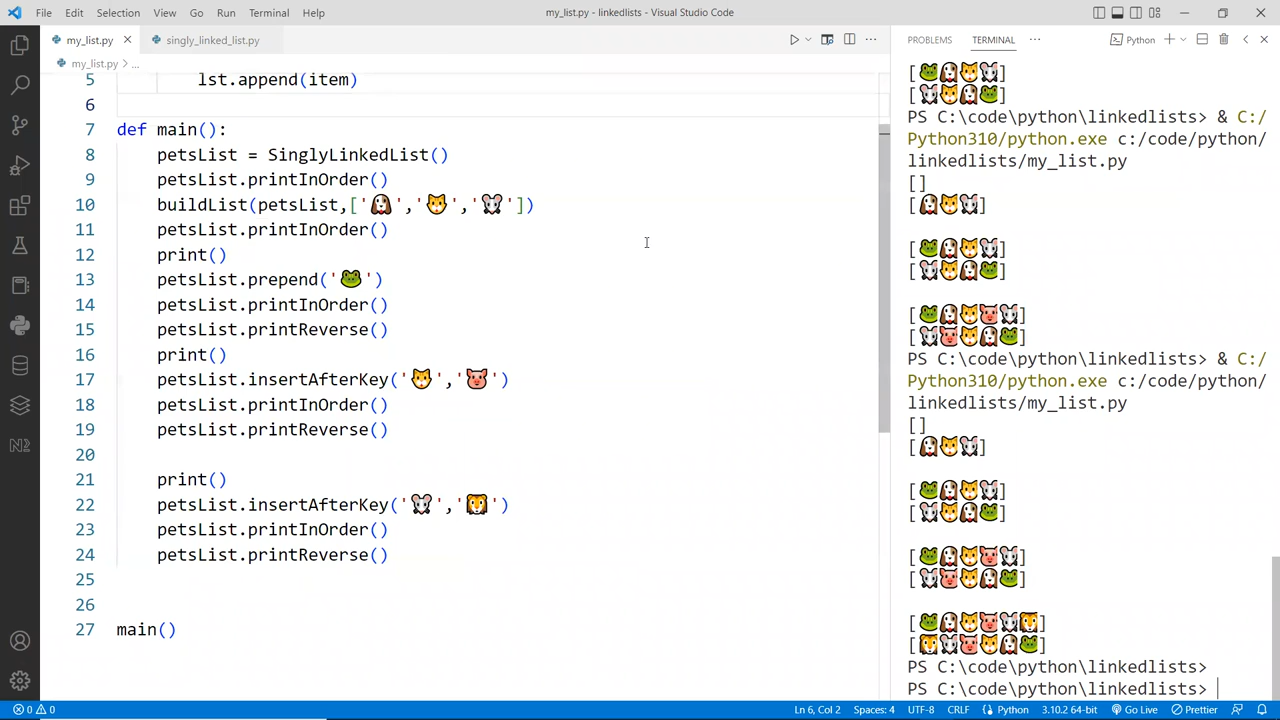 File Edit Selection View Go Run Terminal Help
my_list.py - linkedlists - Visual Studio Code
my_list.py
singly_linked_list.py
my_list.py > ...
5 lst.append(item)
6
7 def main():
8 petsList = SinglyLinkedList()
9 petsList.printInOrder()
10 buildList(petsList,['🐶','🐱','🐭'])
11 petsList.printInOrder()
12 print()
13 petsList.prepend('🐸')
14 petsList.printInOrder()
15 petsList.printReverse()
16 print()
17 petsList.insertAfterKey('🐱','🐷')
18 petsList.printInOrder()
19 petsList.printReverse()
20
21 print()
22 petsList.insertAfterKey('🐭','🐯')
23 petsList.printInOrder()
24 petsList.printReverse()
25
26
27 main()
PROBLEMS TERMINAL ··· Python
[🐸🐶🐱🐭]
[🐭🐱🐶🐸]
PS C:\code\python\linkedlists> & C:/
Python310/python.exe c:/code/python/
linkedlists/my_list.py
[]
[🐶🐱🐭]
[🐸🐶🐱🐭]
[🐭🐱🐶🐸]
[🐸🐶🐱🐷🐭]
[🐭🐷🐱🐶🐸]
PS C:\code\python\linkedlists> & C:/
Python310/python.exe c:/code/python/
linkedlists/my_list.py
[]
[🐶🐱🐭]
[🐸🐶🐱🐭]
[🐭🐱🐶🐸]
[🐸🐶🐱🐷🐭]
[🐭🐷🐱🐶🐸]
[🐸🐶🐱🐷🐭🐯]
[🐯🐭🐷🐱🐶🐸]
PS C:\code\python\linkedlists>
PS C:\code\python\linkedlists>
0 0 Ln 6, Col 2 Spaces: 4 UTF-8 CRLF Python 3.10.2 64-bit Go Live Prettier